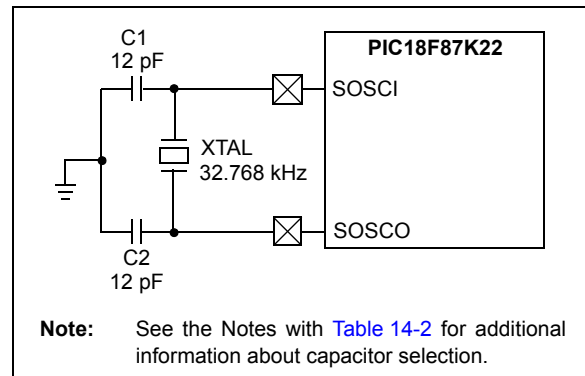 C1
12 pF
PIC18F87K22
SOSCI
XTAL
32.768 kHz
SOSCO
C2
12 pF
Note: See the Notes with Table 14-2 for additional
information about capacitor selection.